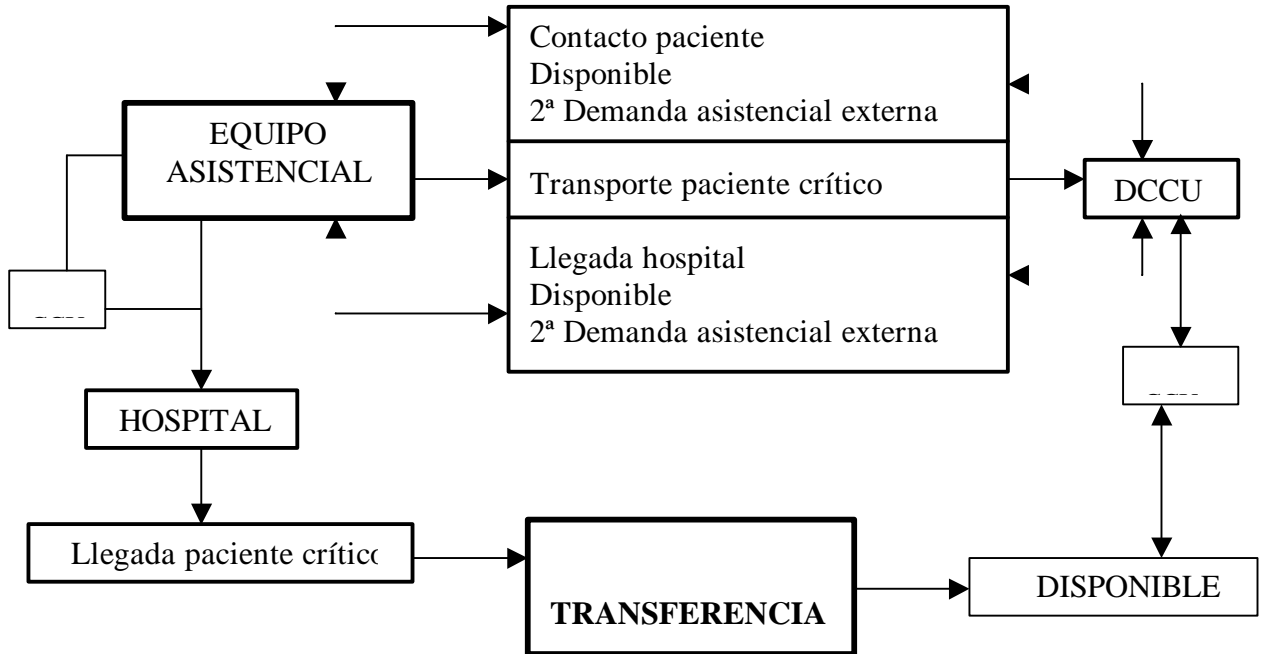 Contacto paciente
Disponible
2ª Demanda asistencial externa
EQUIPO
ASISTENCIAL
Transporte paciente crítico
DCCU
Llegada hospital
Disponible
2ª Demanda asistencial externa
HOSPITAL
Llegada paciente crítico
TRANSFERENCIA
DISPONIBLE